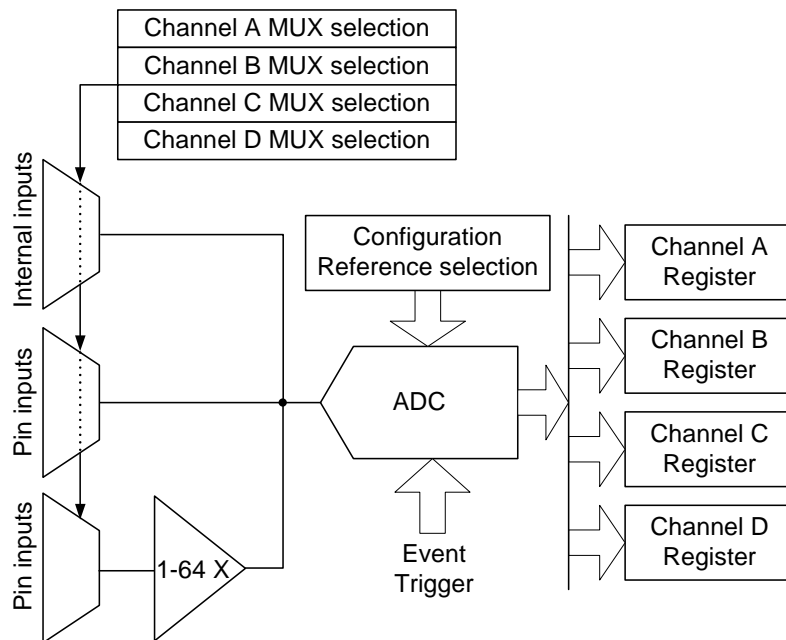 Channel A MUX selection
Channel B MUX selection
Channel C MUX selection
Channel D MUX selection
Internal inputs
Pin inputs
Pin inputs
1-64 X
Configuration
Reference selection
ADC
Event
Trigger
Channel A
Register
Channel B
Register
Channel C
Register
Channel D
Register